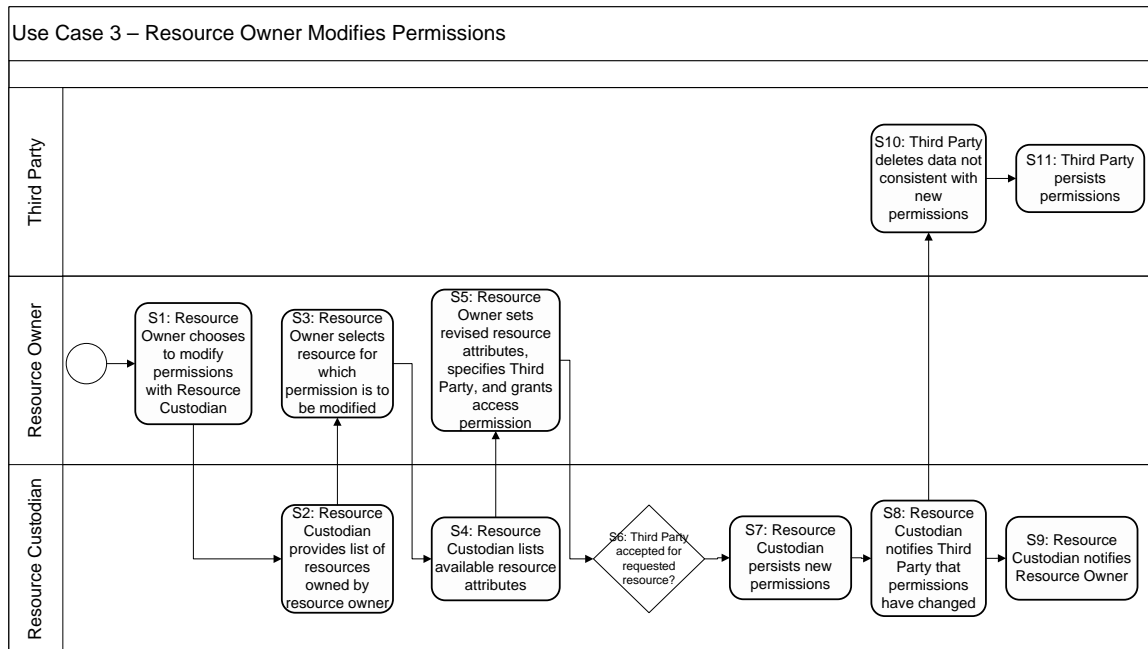 Use Case 3 – Resource Owner Modifies Permissions
Third Party
S10: Third Party
deletes data not
consistent with
new
permissions
S11: Third Party
persists
permissions
Resource Owner
S1: Resource
Owner chooses
to modify
permissions
with Resource
Custodian
S3: Resource
Owner selects
resource for
which
permission is to
be modified
S5: Resource
Owner sets
revised resource
attributes,
specifies Third
Party, and grants
access
permission
Resource Custodian
S2: Resource
Custodian
provides list of
resources
owned by
resource owner
S4: Resource
Custodian lists
available resource
attributes
S6: Third Party
accepted for
requested
resource?
S7: Resource
Custodian
persists new
permissions
S8: Resource
Custodian
notifies Third
Party that
permissions
have changed
S9: Resource
Custodian notifies
Resource Owner